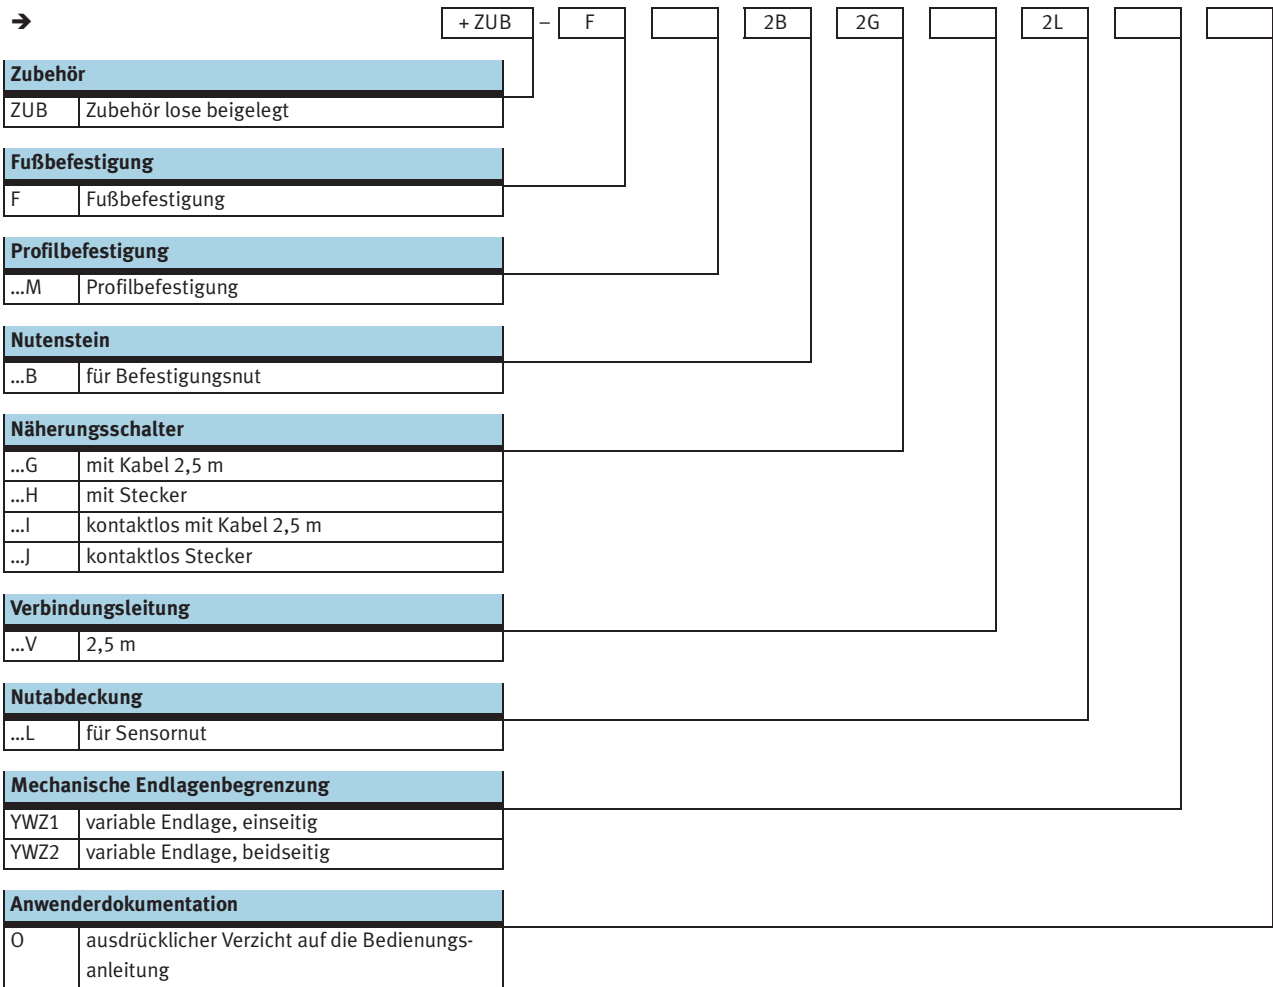 ➔ + ZUB – F 2B 2G 2L
Zubehör
ZUB Zubehör lose beigelegt
Fußbefestigung
F Fußbefestigung
Profilbefestigung
...M Profilbefestigung
Nutenstein
...B für Befestigungsnut
Näherungsschalter
...G mit Kabel 2,5 m
...H mit Stecker
...I kontaktlos mit Kabel 2,5 m
...J kontaktlos Stecker
Verbindungsleitung
...V 2,5 m
Nutabdeckung
...L für Sensornut
Mechanische Endlagenbegrenzung
YWZ1 variable Endlage, einseitig
YWZ2 variable Endlage, beidseitig
Anwenderdokumentation
O ausdrücklicher Verzicht auf die Bedienungs-
anleitung